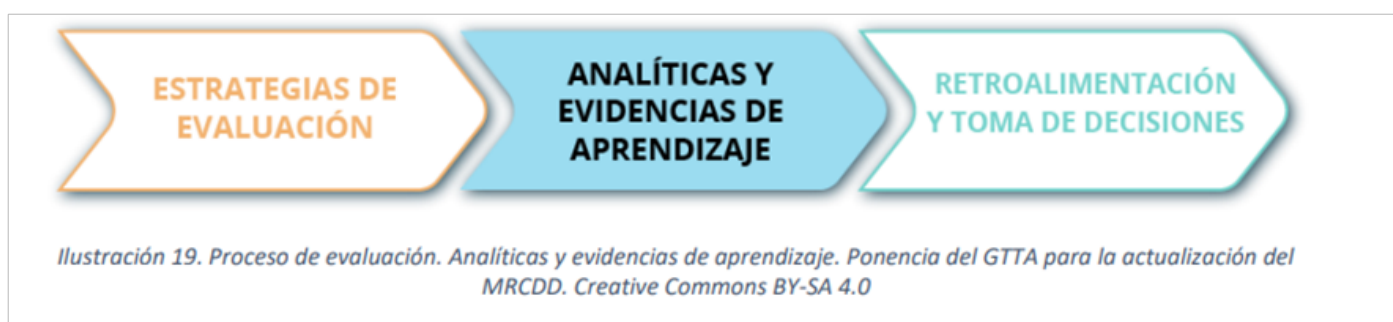 ESTRATEGIAS DE
EVALUACIÓN
ANALÍTICAS Y
EVIDENCIAS DE
APRENDIZAJE
RETROALIMENTACIÓN
Y TOMA DE DECISIONES
Ilustración 19. Proceso de evaluación. Analíticas y evidencias de aprendizaje. Ponencia del GTTA para la actualización del
MRCDD. Creative Commons BY-SA 4.0